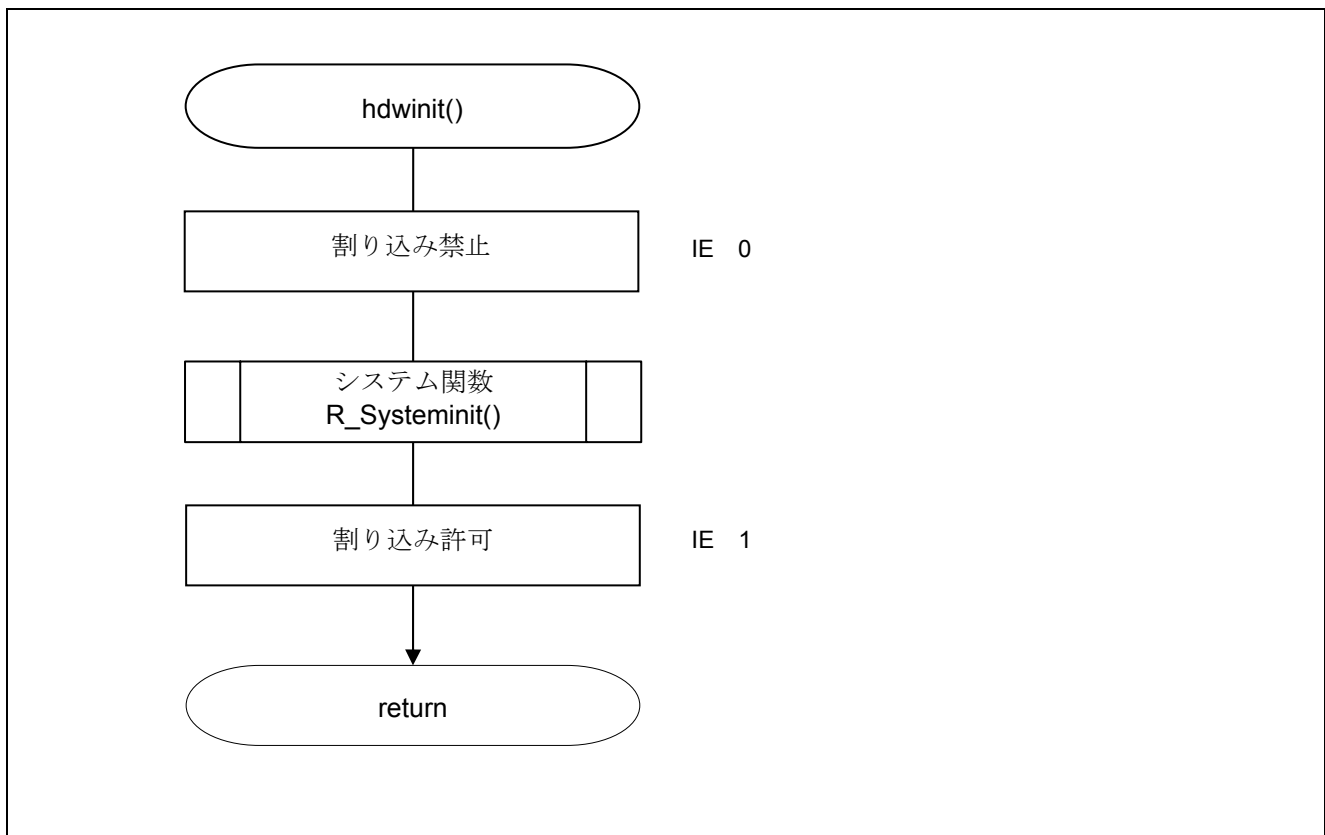 hdwinit()
割り込み禁止
IE 0
システム関数
R_Systeminit()
割り込み許可
IE 1
return